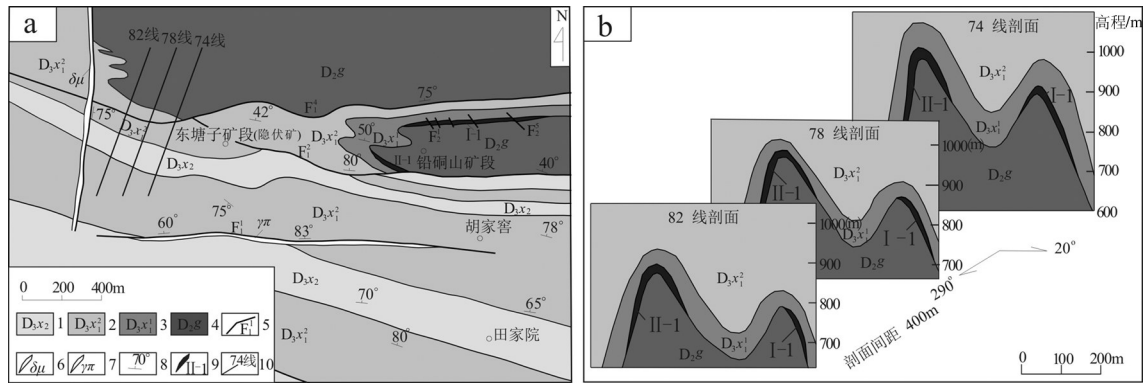 a
N
82线
78线
74线
D₃x₁²
δμ
D₂g
75°
42°
F₁⁴
75°
D₃x₂
东塘子矿段(隐伏矿)
F₁²
D₃x₁²
50°
D₃x₁¹
F₂²
I-1
F₂²
D₂g
80°
II-1
铅硐山矿段
40°
D₃x₂
D₃x₂
75°
D₃x₁²
胡家窑
60°
F₁¹
γπ
83°
78°
0 200 400m
70°
65°
田家院
D₃x₁²
80°
D₃x₂ 1 D₃x₁² 2 D₃x₁¹ 3 D₂g 4 F₁¹ 5
δμ 6 γπ 7 70° 8 II-1 9 74线 10
b
74 线剖面
高程/m
1000
900
800
700
600
D₃x₁²
D₃x₁¹
II-1
I-1
78 线剖面
1000(m)
900
800
700
D₃x₁²
D₃x₁¹
D₂g
II-1
I-1
82 线剖面
1000(m)
900
800
700
D₃x₁²
D₂g
II-1
I-1
20°
290°
剖面间距 400m
0 100 200m